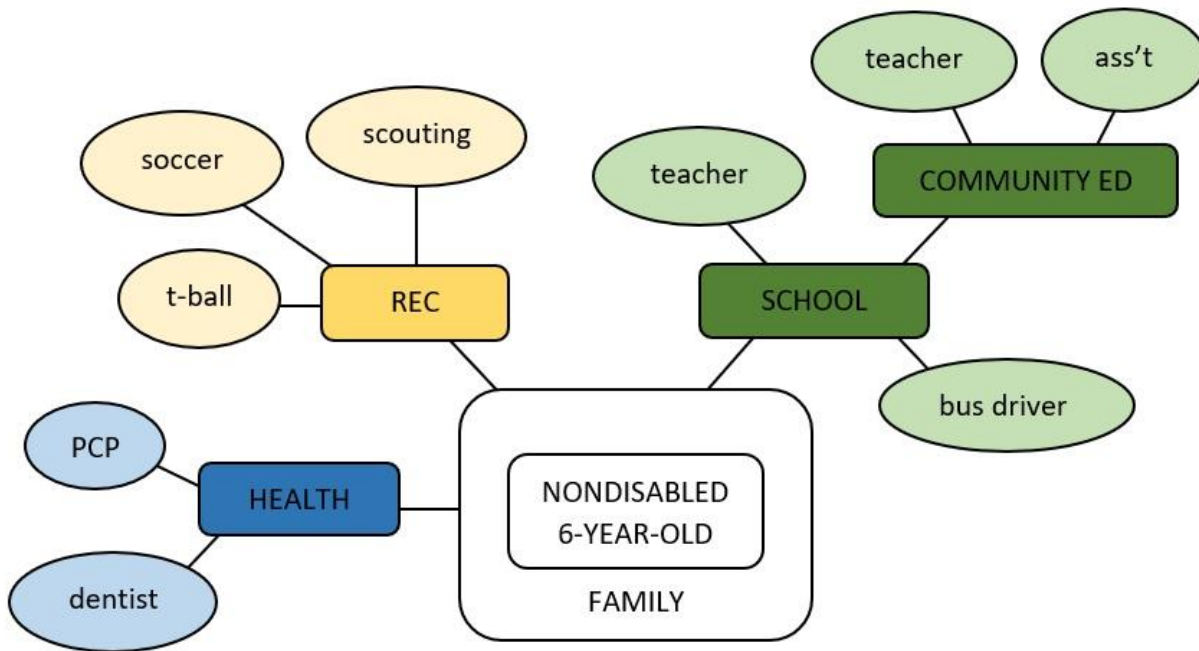 teacher
ass't
scouting
soccer
teacher
COMMUNITY ED
t-ball
REC
SCHOOL
bus driver
PCP
HEALTH
NONDISABLED
6-YEAR-OLD
dentist
FAMILY